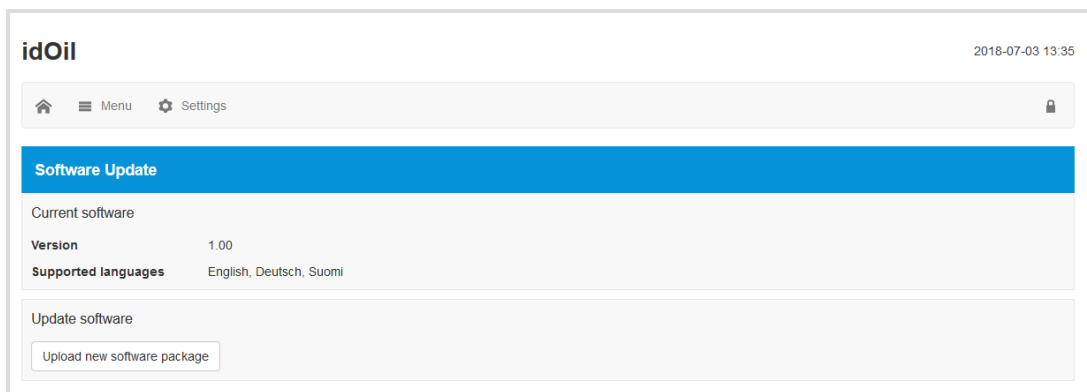 idOil
2018-07-03 13:35
Menu Settings
Software Update
Current software
Version 1.00
Supported languages English, Deutsch, Suomi
Update software
Upload new software package